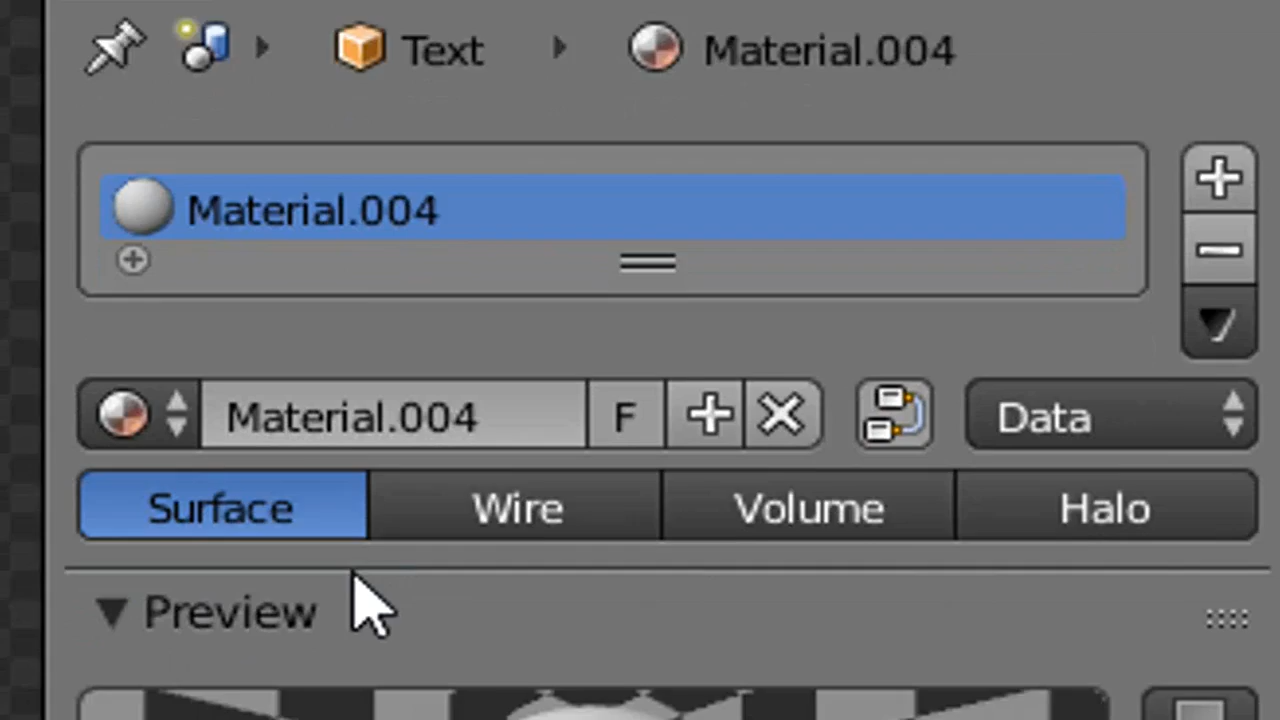 Text Material.004
Material.004
Material.004 F Data
Surface Wire Volume Halo
Preview